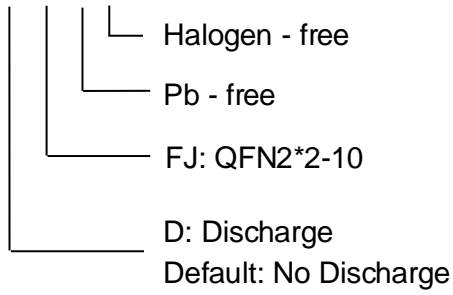 Halogen - free
Pb - free
FJ: QFN2*2-10
D: Discharge
Default: No Discharge